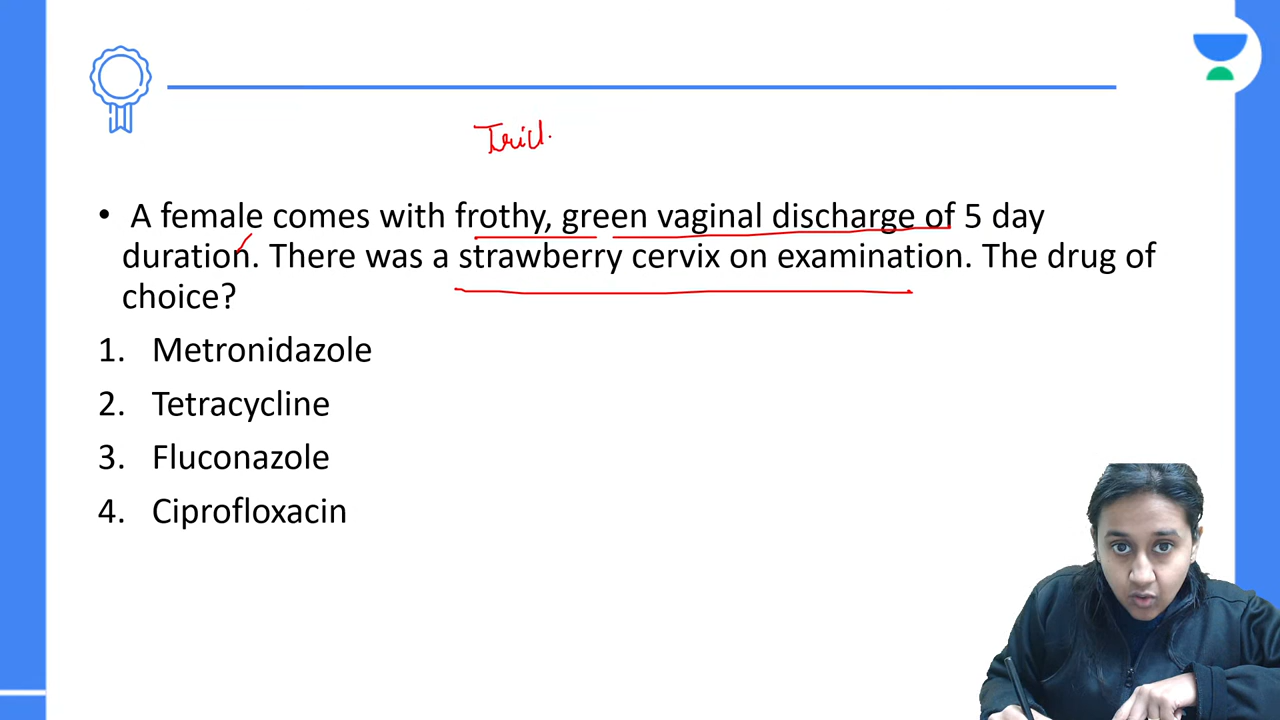 • A female comes with frothy, green vaginal discharge of 5 day
duration. There was a strawberry cervix on examination. The drug of
choice?
1. Metronidazole
2. Tetracycline
3. Fluconazole
4. Ciprofloxacin